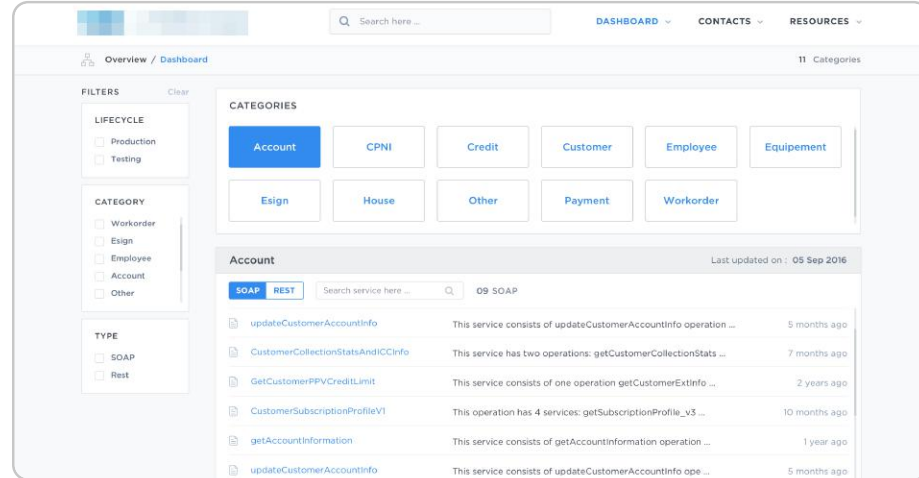 Search here ...
DASHBOARD
CONTACTS
RESOURCES
Overview / Dashboard
11 Categories
FILTERS
Clear
LIFECYCLE
Production
Testing
CATEGORY
Workorder
Esign
Employee
Account
Other
TYPE
SOAP
Rest
CATEGORIES
Account
CPNI
Credit
Customer
Employee
Equipement
Esign
House
Other
Payment
Workorder
Account
Last updated on : 05 Sep 2016
SOAP
REST
Search service here ...
09 SOAP
updateCustomerAccountInfo
This service consists of updateCustomerAccountInfo operation ...
5 months ago
CustomerCollectionStatsAndICCInfo
This service has two operations: getCustomerCollectionStats ...
7 months ago
GetCustomerPPVCreditLimit
This service consists of one operation getCustomerExtInfo ...
2 years ago
CustomerSubscriptionProfileV1
This operation has 4 services: getSubscriptionProfile_v3 ...
10 months ago
getAccountInformation
This service consists of getAccountInformation operation ...
1 year ago
updateCustomerAccountInfo
This service consists of updateCustomerAccountInfo ope ...
5 months ago